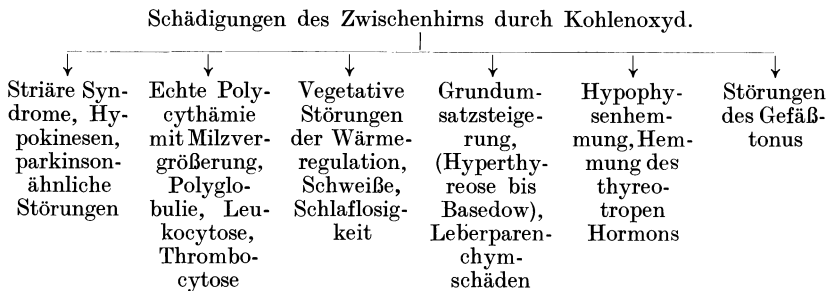 Schädigungen des Zwischenhirns durch Kohlenoxyd.
Striäre Syn-
drome, Hy-
pokinesen,
parkinson-
ähnliche
Störungen
Echte Poly-
cythämie
mit Milzver-
größerung,
Polyglo-
bulie, Leu-
kocytose,
Thrombo-
cytose
Vegetative
Störungen
der Wärme-
regulation,
Schweiße,
Schlaflosig-
keit
Grundum-
satzsteige-
rung,
(Hyperthy-
reose bis
Basedow),
Leberparen-
chym-
schäden
Hypophy-
senhem-
mung, Hem-
mung des
thyreo-
tropen
Hormons
Störungen
des Gefäß-
tonus